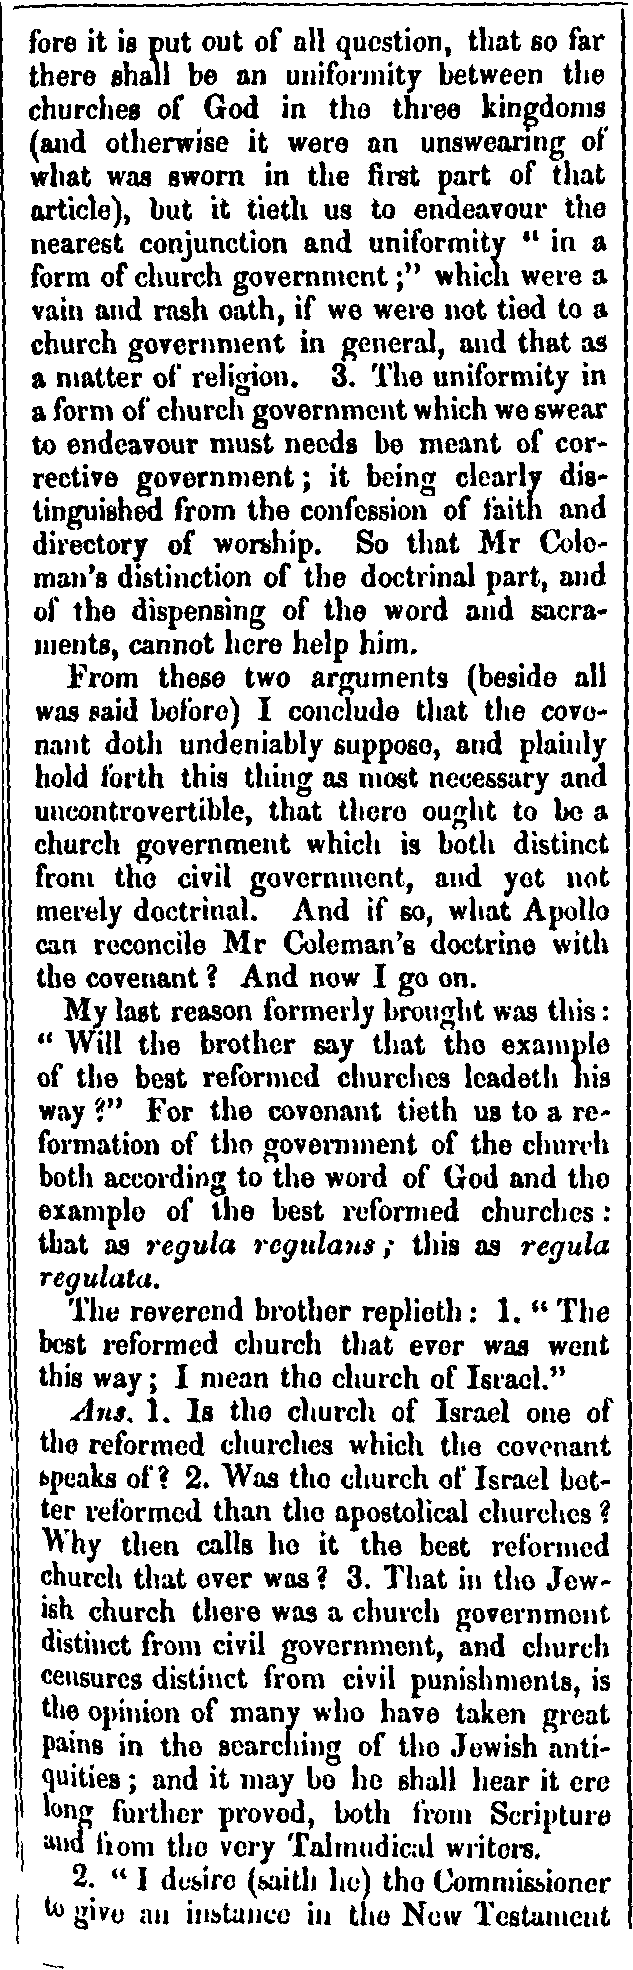 fore it is put out of all question, that so far
there shall be an uniformity between the
churches of God in the three kingdoms
(and otherwise it were an unswearing of
what was sworn in the first part of that
article), but it tieth us to endeavour the
nearest conjunction and uniformity “ in a
form of church government ;” which were a
vain and rash oath, if we were not tied to a
church government in general, and that as
a matter of religion. 3. The uniformity in
a form of church government which we swear
to endeavour must needs be meant of cor-
rective government ; it being clearly dis-
tinguished from the confession of faith and
directory of worship. So that Mr Cole-
man’s distinction of the doctrinal part, and
of the dispensing of the word and sacra-
ments, cannot here help him.
From these two arguments (beside all
was said before) I conclude that the cove-
nant doth undeniably suppose, and plainly
hold forth this thing as most necessary and
uncontrovertible, that there ought to be a
church government which is both distinct
from the civil government, and yet not
merely doctrinal. And if so, what Apollo
can reconcile Mr Coleman’s doctrine with
the covenant ? And now I go on.
My last reason formerly brought was this :
“ Will the brother say that the example
of the best reformed churches leadeth his
way ?” For the covenant tieth us to a re-
formation of the government of the church
both according to the word of God and the
example of the best reformed churches :
that as regula regulans ; this as regula
regulata.
The reverend brother replieth : 1. “ The
best reformed church that ever was went
this way ; I mean the church of Israel.”
Ans. 1. Is the church of Israel one of
the reformed churches which the covenant
speaks of ? 2. Was the church of Israel bet-
ter reformed than the apostolical churches ?
Why then calls he it the best reformed
church that ever was ? 3. That in the Jew-
ish church there was a church government
distinct from civil government, and church
censures distinct from civil punishments, is
the opinion of many who have taken great
pains in the searching of the Jewish anti-
quities ; and it may be he shall hear it ere
long further proved, both from Scripture
and from the very Talmudical writers.
2. “ I desire (saith he) the Commissioner
to give an instance in the New Testament